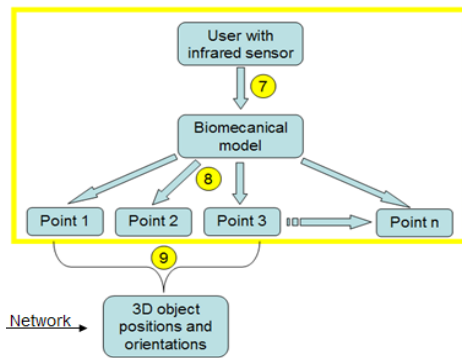 User with
infrared sensor
7
Biomecanical
model
8
Point 1
Point 2
Point 3
Point n
9
Network
3D object
positions and
orientations